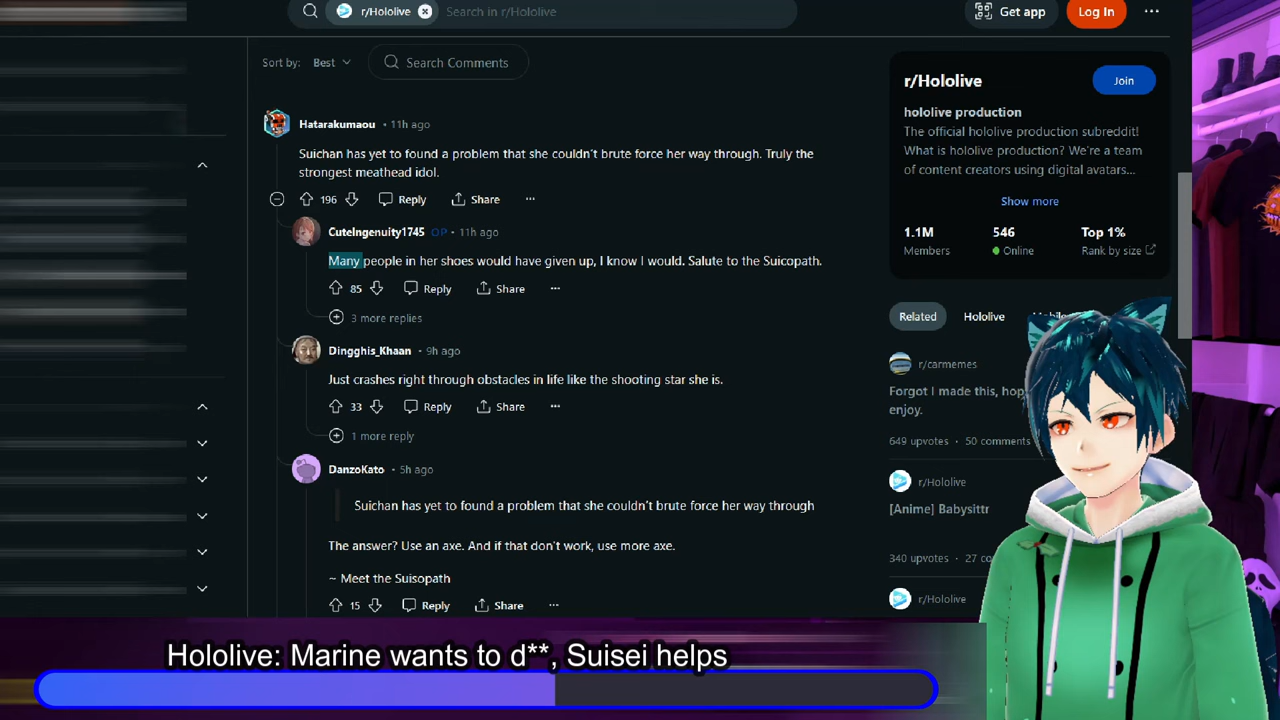 r/Hololive
Search in r/Hololive
Get app
Log In
Sort by: Best
Search Comments
Hatarakumaou • 11h ago
Suichan has yet to found a problem that she couldn't brute force her way through. Truly the
strongest meathead idol.
196 Reply Share
CuteIngenuity1745 OP • 11h ago
Many people in her shoes would have given up, I know I would. Salute to the Suicopath.
85 Reply Share
3 more replies
Dingghis_Khaan • 9h ago
Just crashes right through obstacles in life like the shooting star she is.
33 Reply Share
1 more reply
DanzoKato • 5h ago
Suichan has yet to found a problem that she couldn't brute force her way through
The answer? Use an axe. And if that don't work, use more axe.
~ Meet the Suisopath
15 Reply Share
r/Hololive
Join
hololive production
The official hololive production subreddit!
What is hololive production? We're a team
of content creators using digital avatars...
Show more
1.1M 546 Top 1%
Members Online Rank by size
Related Hololive
r/carmemes
Forgot I made this, hop
enjoy.
649 upvotes • 50 comments
r/Hololive
[Anime] Babysittr
340 upvotes • 27 co
r/Hololive
Hololive: Marine wants to d**, Suisei helps